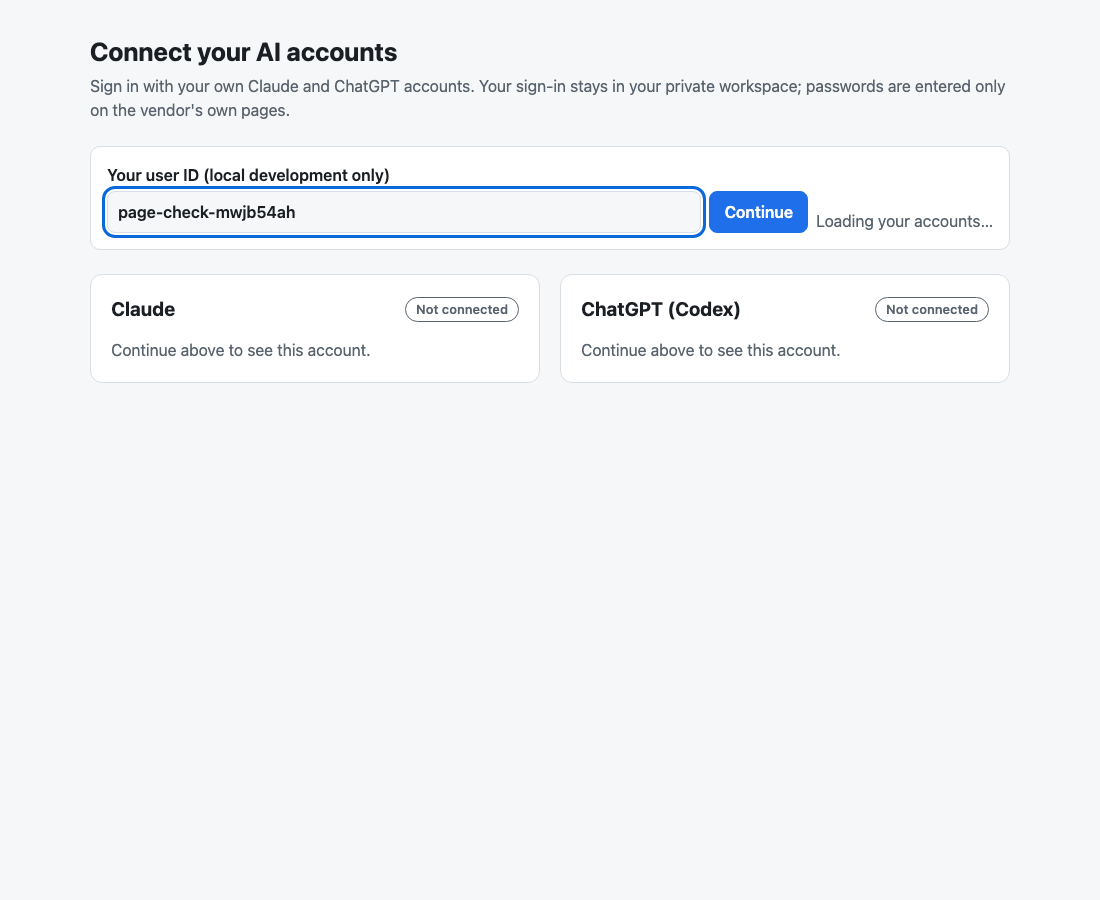 Connect your AI accounts
Sign in with your own Claude and ChatGPT accounts. Your sign-in stays in your private workspace; passwords are entered only
on the vendor's own pages.
Your user ID (local development only)
page-check-mwjb54ah
Continue
Loading your accounts...
Claude
Not connected
Continue above to see this account.
ChatGPT (Codex)
Not connected
Continue above to see this account.